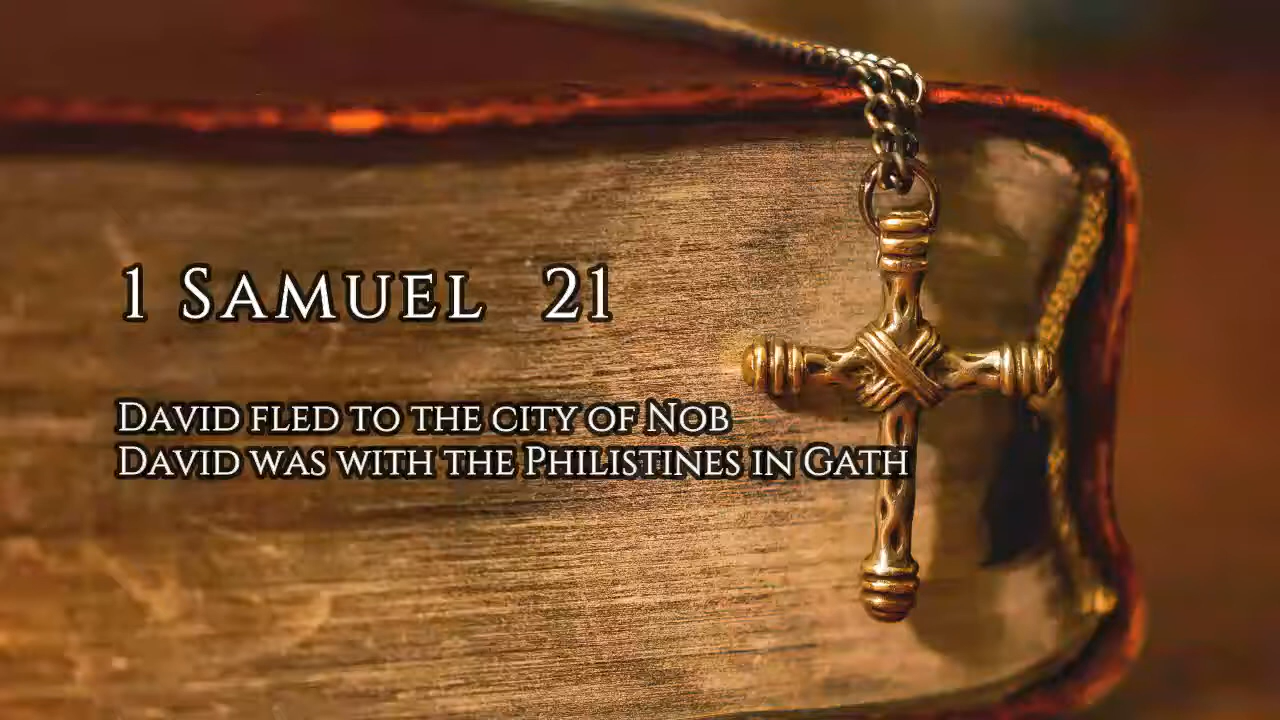 1 Samuel 21
David fled to the city of Nob
David was with the Philistines in Gath